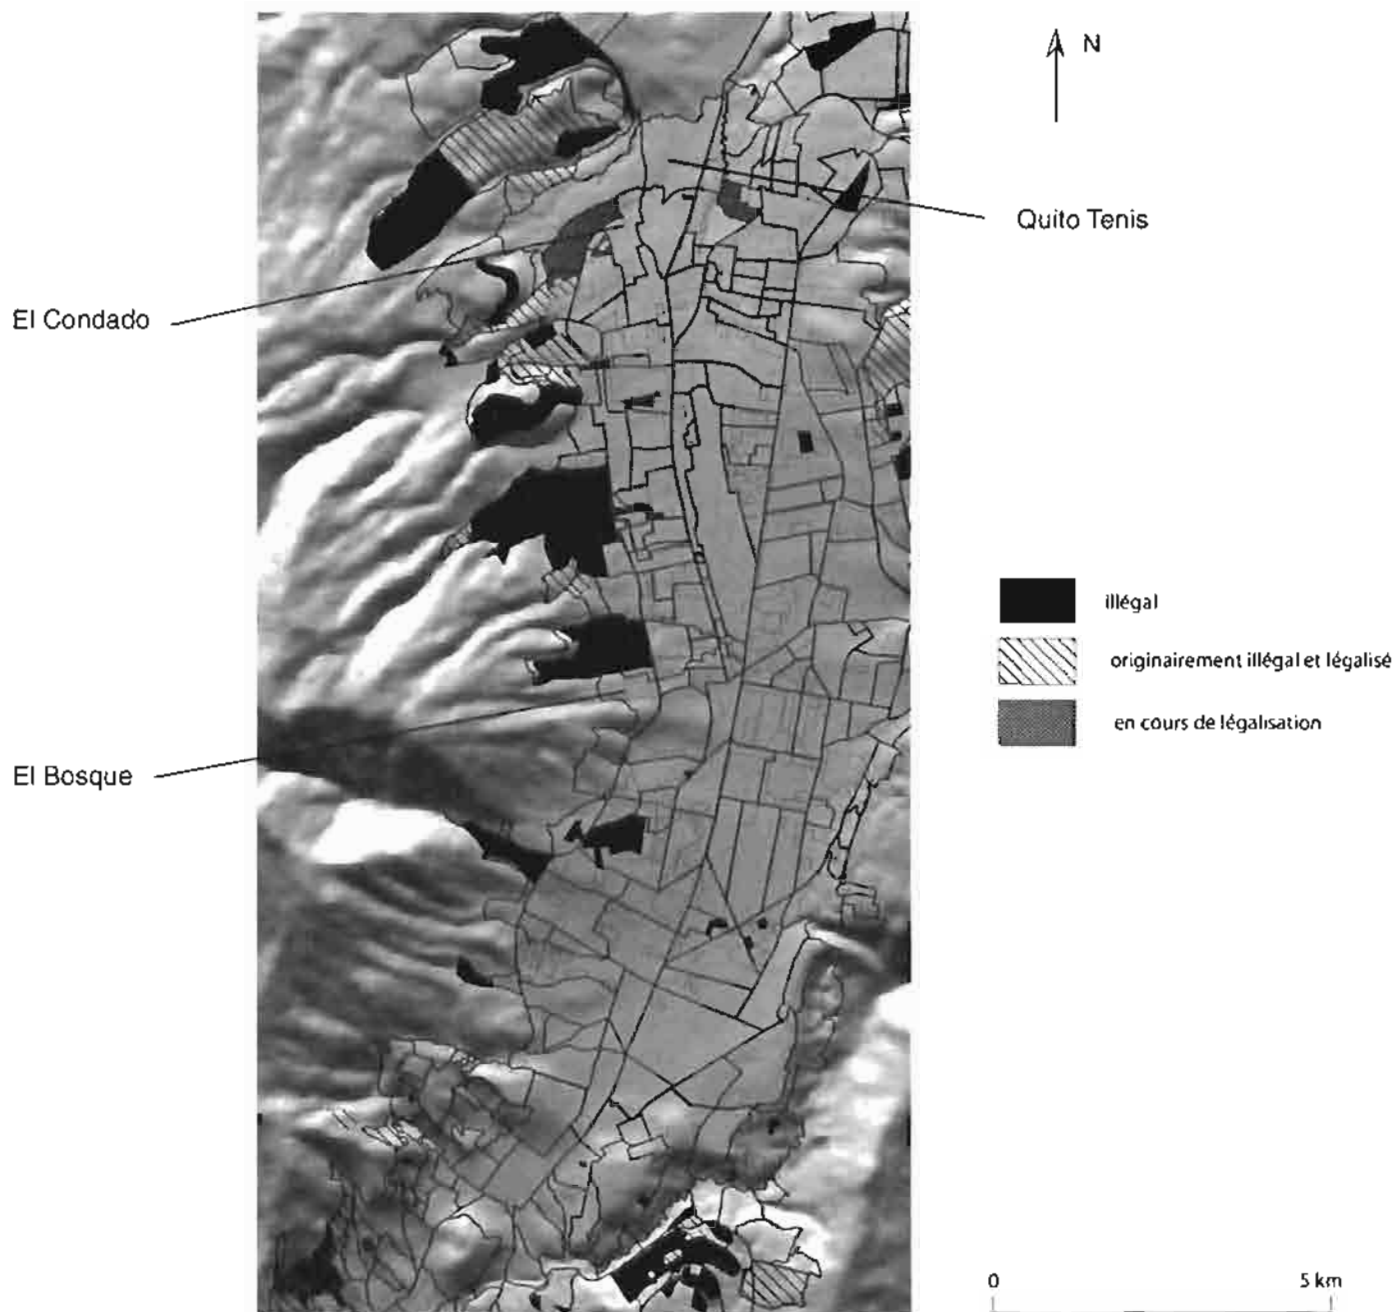 N
Quito Tenis
El Condado
illégal
originairement illégal et légalisé
en cours de légalisation
El Bosque
0 5 km